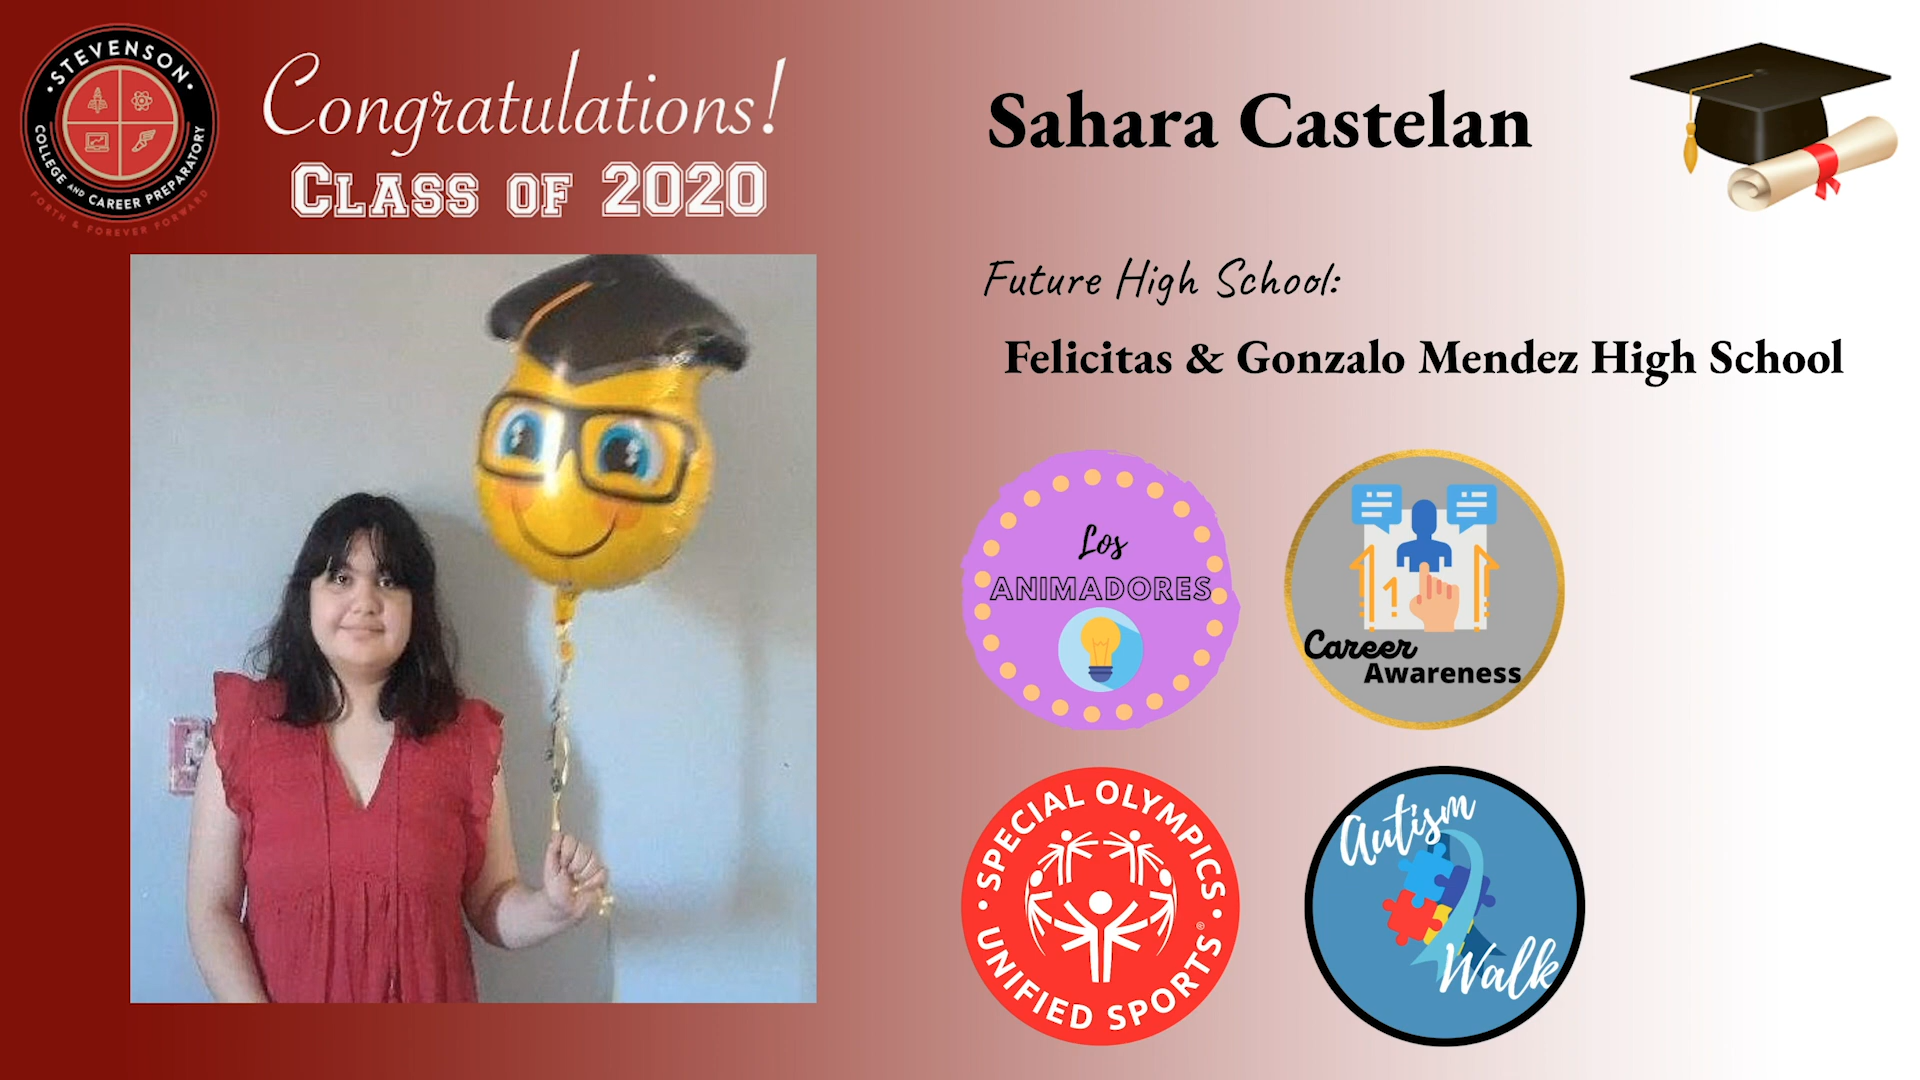 STEVENSON
COLLEGE AND CAREER PREPARATORY
FORTH & FOREVER FORWARD
Congratulations!
CLASS OF 2020
Sahara Castelan
Future High School:
Felicitas & Gonzalo Mendez High School
Los
ANIMADORES
1
Career
Awareness
SPECIAL OLYMPICS
UNIFIED SPORTS®
Autism
Walk